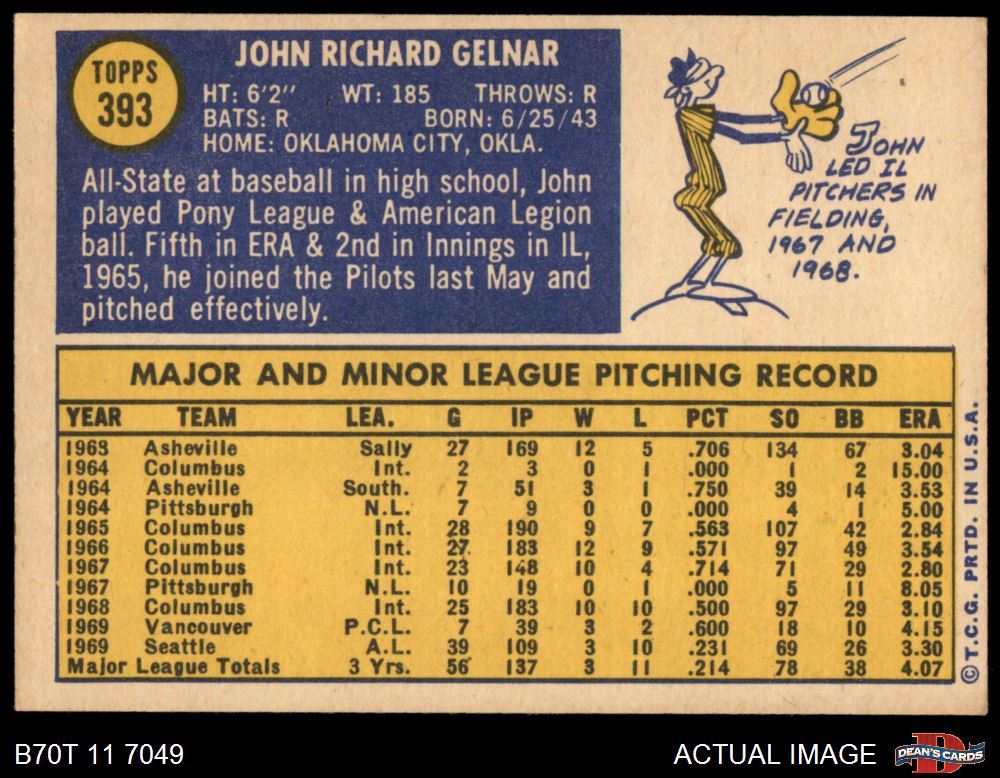 TOPPS
393
JOHN RICHARD GELNAR
HT: 6'2" WT: 185 THROWS: R
BATS: R BORN: 6/25/43
HOME: OKLAHOMA CITY, OKLA.
All-State at baseball in high school, John
played Pony League & American Legion
ball. Fifth in ERA & 2nd in Innings in IL,
1965, he joined the Pilots last May and
pitched effectively.
JOHN
LED IL
PITCHERS IN
FIELDING,
1967 AND
1968.
MAJOR AND MINOR LEAGUE PITCHING RECORD
YEAR TEAM LEA. G IP W L PCT SO BB ERA
1963 Asheville Sally 27 169 12 5 .706 134 67 3.04
1964 Columbus Int. 2 3 0 1 .000 1 2 15.00
1964 Asheville South. 7 51 3 1 .750 39 14 3.53
1964 Pittsburgh N.L. 7 9 0 0 .000 4 1 5.00
1965 Columbus Int. 28 190 9 7 .563 107 42 2.84
1966 Columbus Int. 27 183 12 9 .571 97 49 3.54
1967 Columbus Int. 23 148 10 4 .714 71 29 2.80
1967 Pittsburgh N.L. 10 19 0 1 .000 5 11 8.05
1968 Columbus Int. 25 183 10 10 .500 97 29 3.10
1969 Vancouver P.C.L. 7 39 3 2 .600 18 10 4.15
1969 Seattle A.L. 39 109 3 10 .231 69 26 3.30
Major League Totals 3 Yrs. 56 137 3 11 .214 78 38 4.07
© T.C.G. PRTD. IN U.S.A.
B70T 11 7049
ACTUAL IMAGE
DEAN'S CARDS